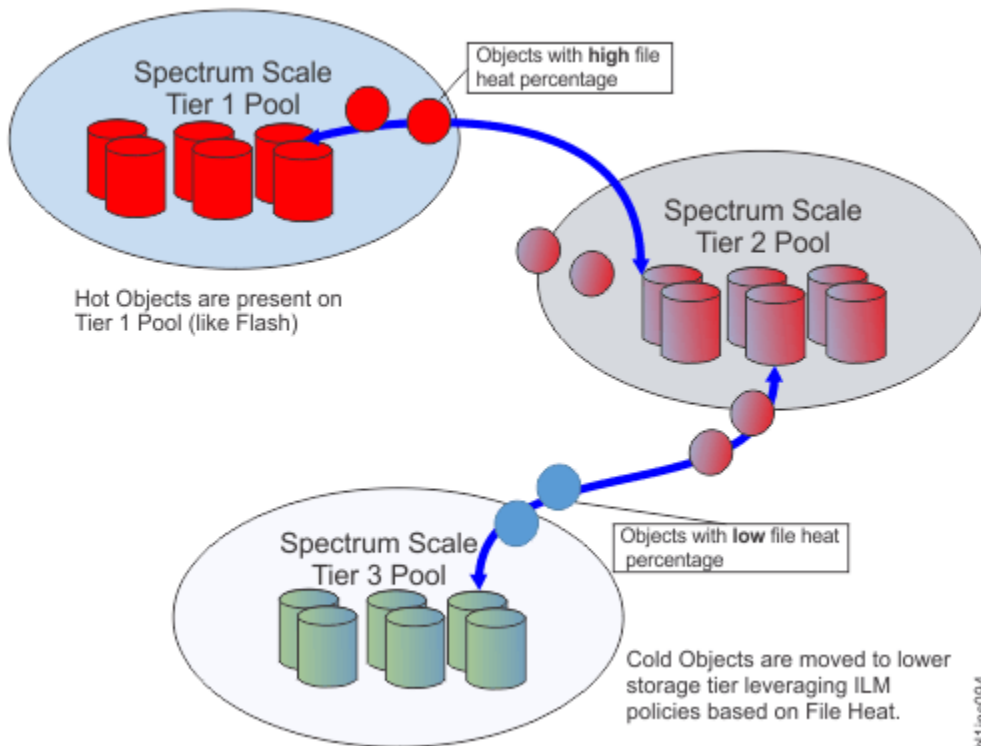 Spectrum Scale
Tier 1 Pool
Objects with high file
heat percentage
Spectrum Scale
Tier 2 Pool
Hot Objects are present on
Tier 1 Pool (like Flash)
Objects with low file heat
percentage
Spectrum Scale
Tier 3 Pool
Cold Objects are moved to lower
storage tier leveraging ILM
policies based on File Heat.